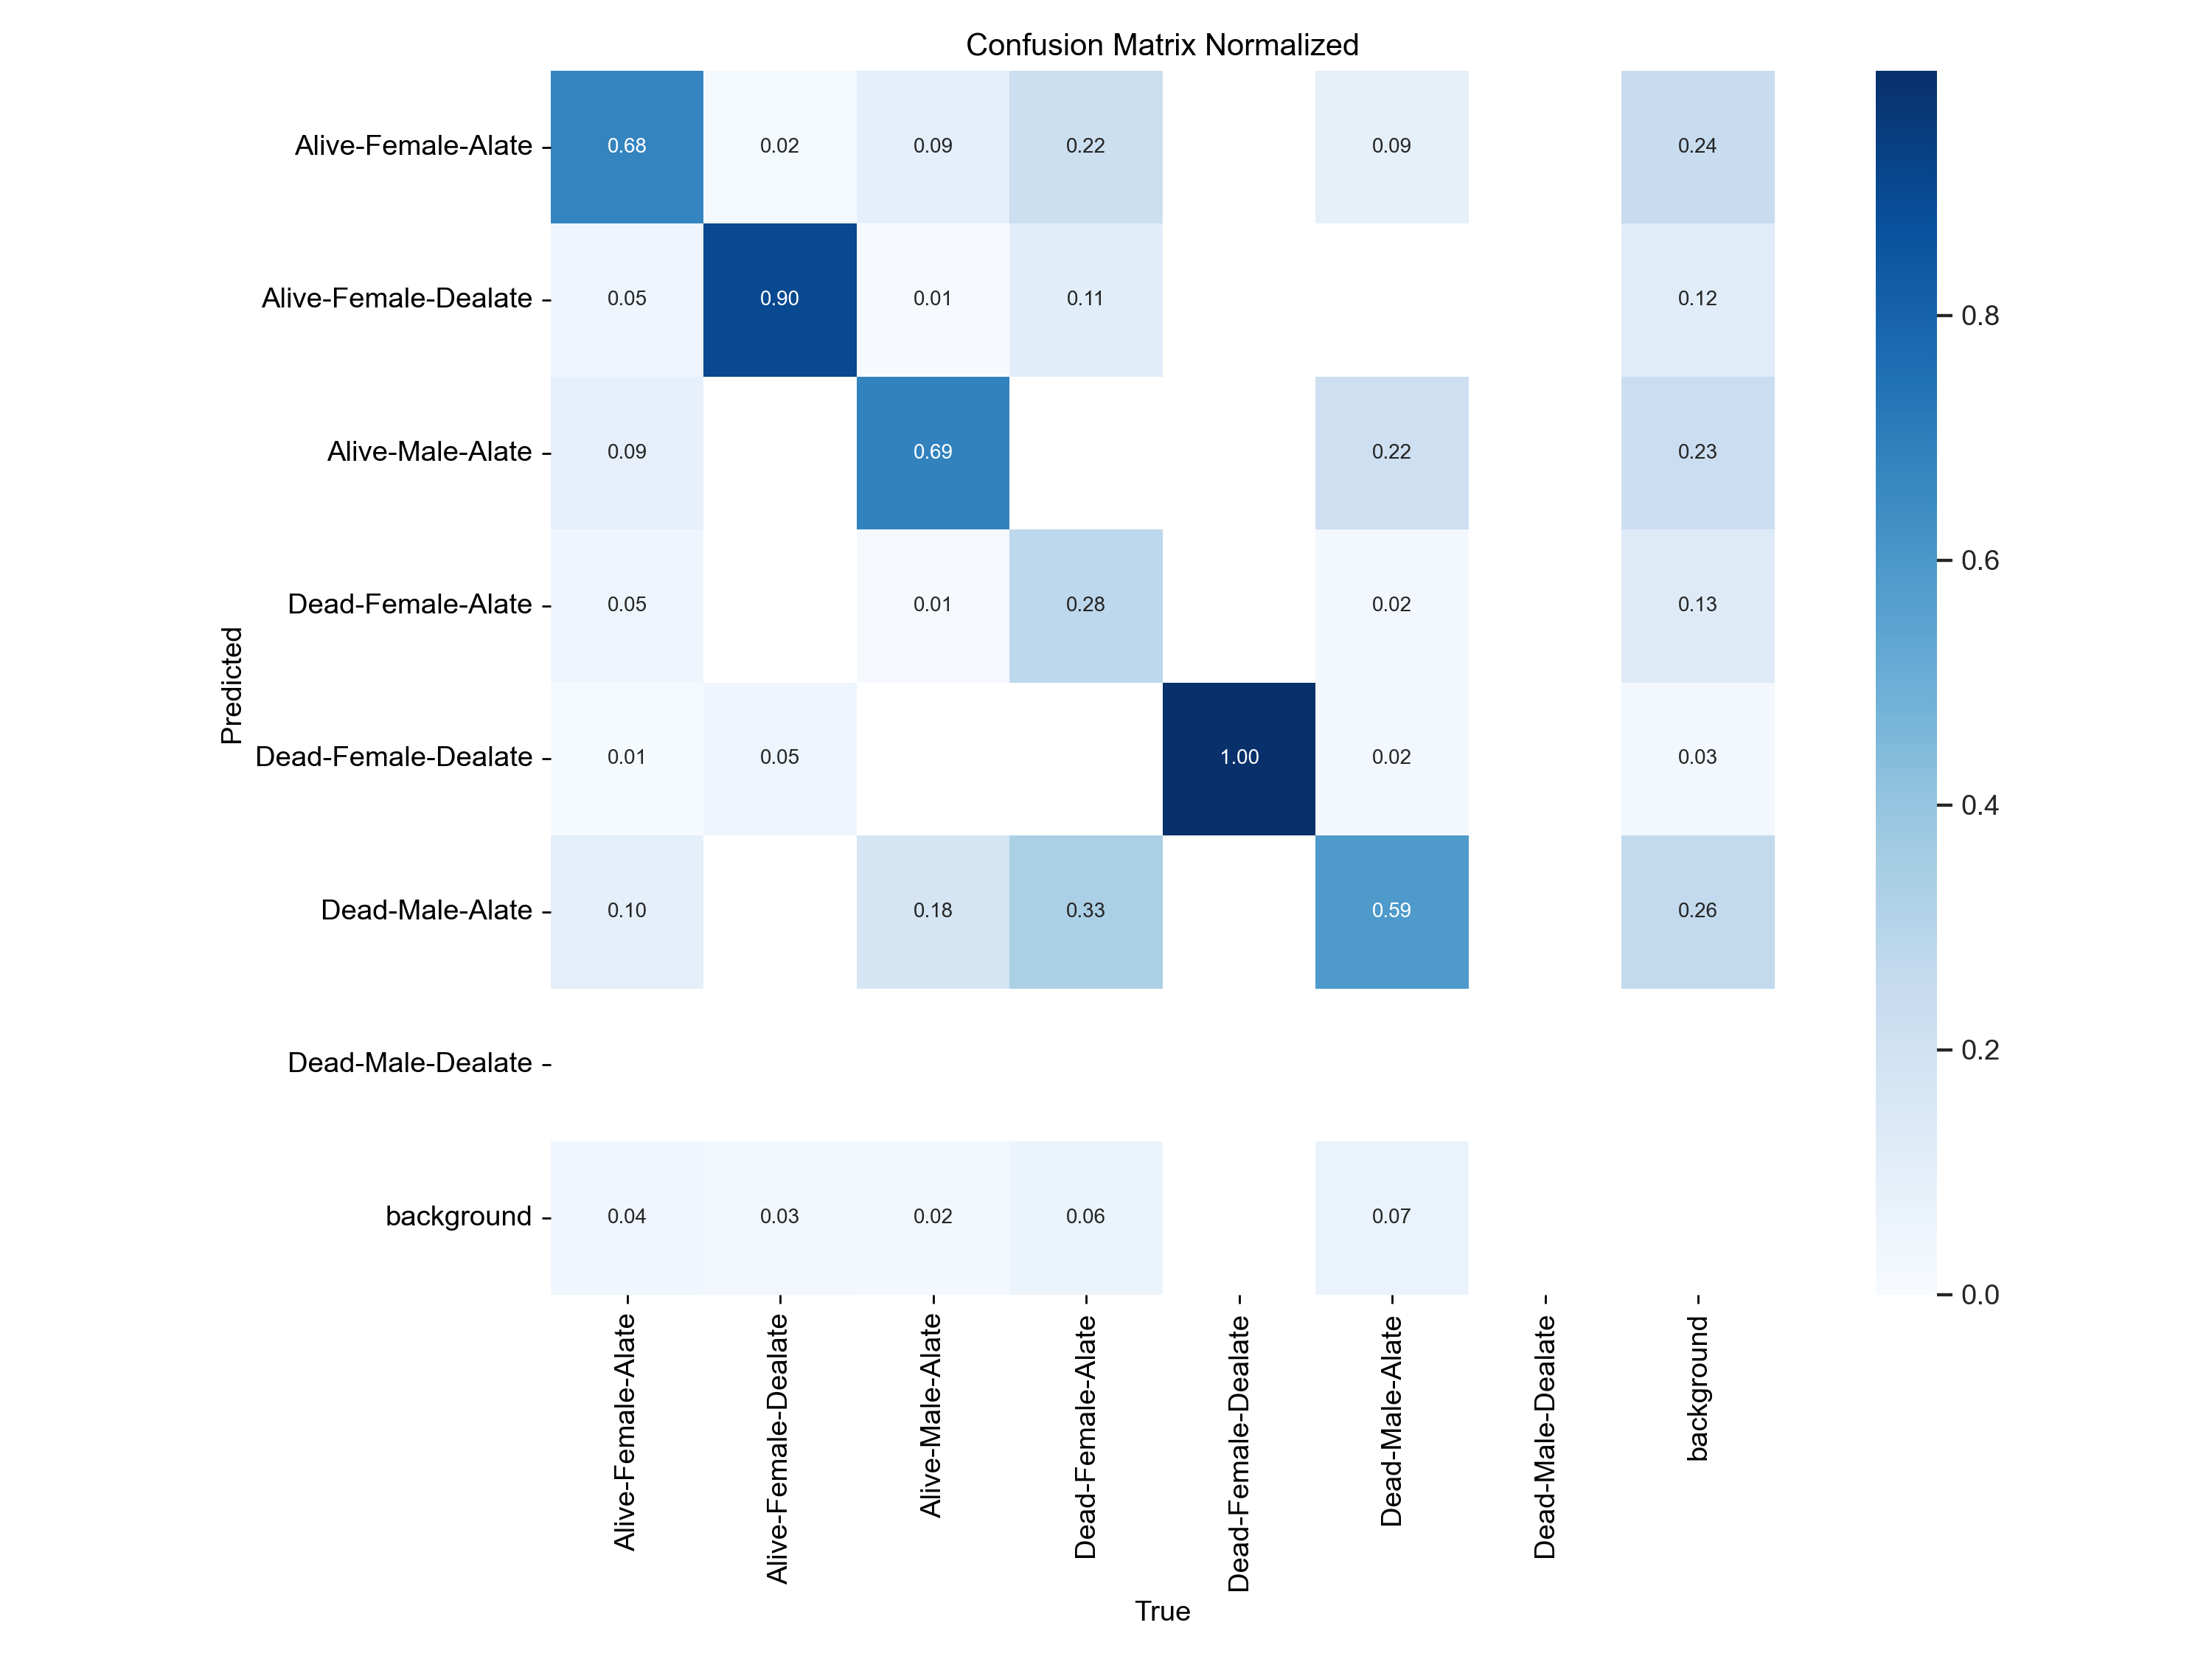 Confusion Matrix Normalized
Alive-Female-Alate 0.68 0.02 0.09 0.22 0.09 0.24
Alive-Female-Dealate 0.05 0.90 0.01 0.11 0.12
0.8
Alive-Male-Alate 0.09 0.69 0.22 0.23
0.6
Dead-Female-Alate 0.05 0.01 0.28 0.02 0.13
Predicted
Dead-Female-Dealate 0.01 0.05 1.00 0.02 0.03
0.4
Dead-Male-Alate 0.10 0.18 0.33 0.59 0.26
0.2
Dead-Male-Dealate
background 0.04 0.03 0.02 0.06 0.07
0.0
Alive-Female-Alate
Alive-Female-Dealate
Alive-Male-Alate
Dead-Female-Alate
Dead-Female-Dealate
Dead-Male-Alate
Dead-Male-Dealate
background
True